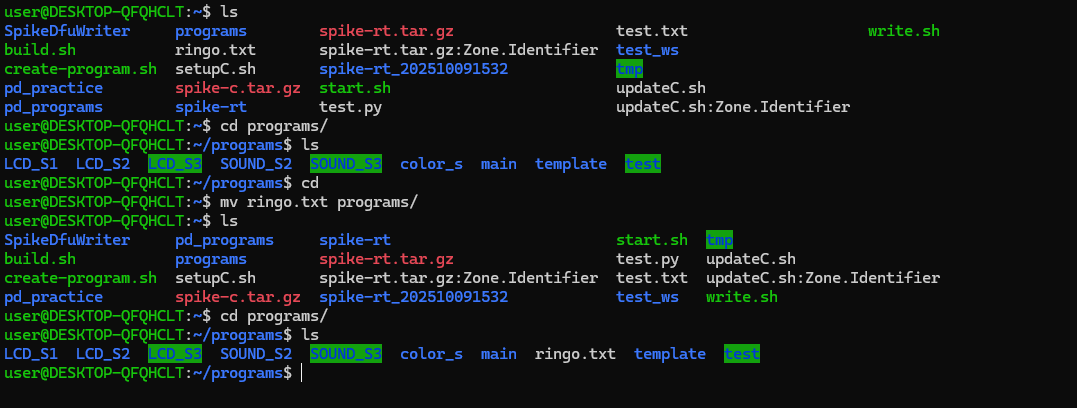 user@DESKTOP-QFQHCLT:~$ ls
SpikeDfuWriter programs spike-rt.tar.gz test.txt write.sh
build.sh ringo.txt spike-rt.tar.gz:Zone.Identifier test_ws
create-program.sh setupC.sh spike-rt_202510091532 tmp
pd_practice spike-c.tar.gz start.sh updateC.sh
pd_programs spike-rt test.py updateC.sh:Zone.Identifier
user@DESKTOP-QFQHCLT:~$ cd programs/
user@DESKTOP-QFQHCLT:~/programs$ ls
LCD_S1 LCD_S2 LCD_S3 SOUND_S2 SOUND_S3 color_s main template test
user@DESKTOP-QFQHCLT:~/programs$ cd
user@DESKTOP-QFQHCLT:~$ mv ringo.txt programs/
user@DESKTOP-QFQHCLT:~$ ls
SpikeDfuWriter pd_programs spike-rt start.sh tmp
build.sh programs spike-rt.tar.gz test.py updateC.sh
create-program.sh setupC.sh spike-rt.tar.gz:Zone.Identifier test.txt updateC.sh:Zone.Identifier
pd_practice spike-c.tar.gz spike-rt_202510091532 test_ws write.sh
user@DESKTOP-QFQHCLT:~$ cd programs/
user@DESKTOP-QFQHCLT:~/programs$ ls
LCD_S1 LCD_S2 LCD_S3 SOUND_S2 SOUND_S3 color_s main ringo.txt template test
user@DESKTOP-QFQHCLT:~/programs$